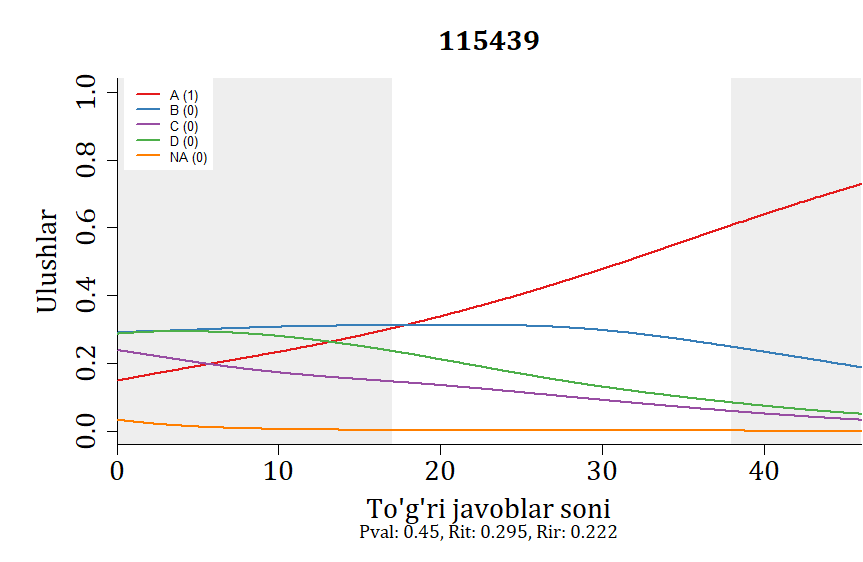 115439
A (1)
B (0)
C (0)
D (0)
NA (0)
Ulushlar
1.0
0.8
0.6
0.4
0.2
0.0
0 10 20 30 40
To'g'ri javoblar soni
Pval: 0.45, Rit: 0.295, Rir: 0.222